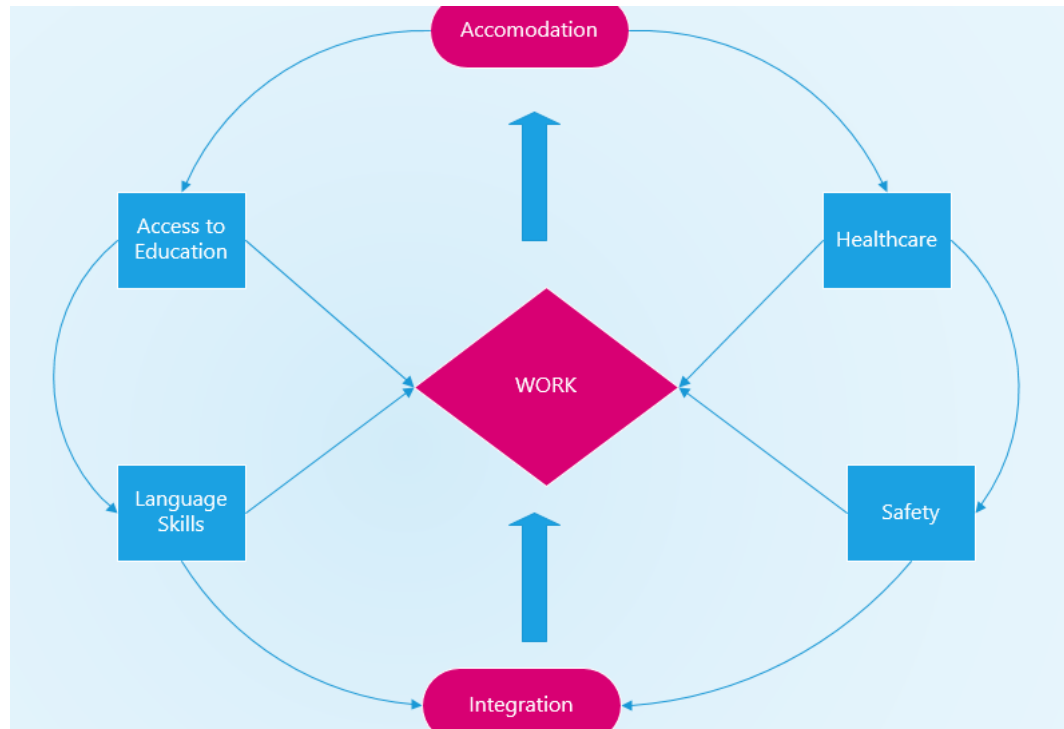 Accomodation
Access to
Education
Healthcare
WORK
Language
Skills
Safety
Integration